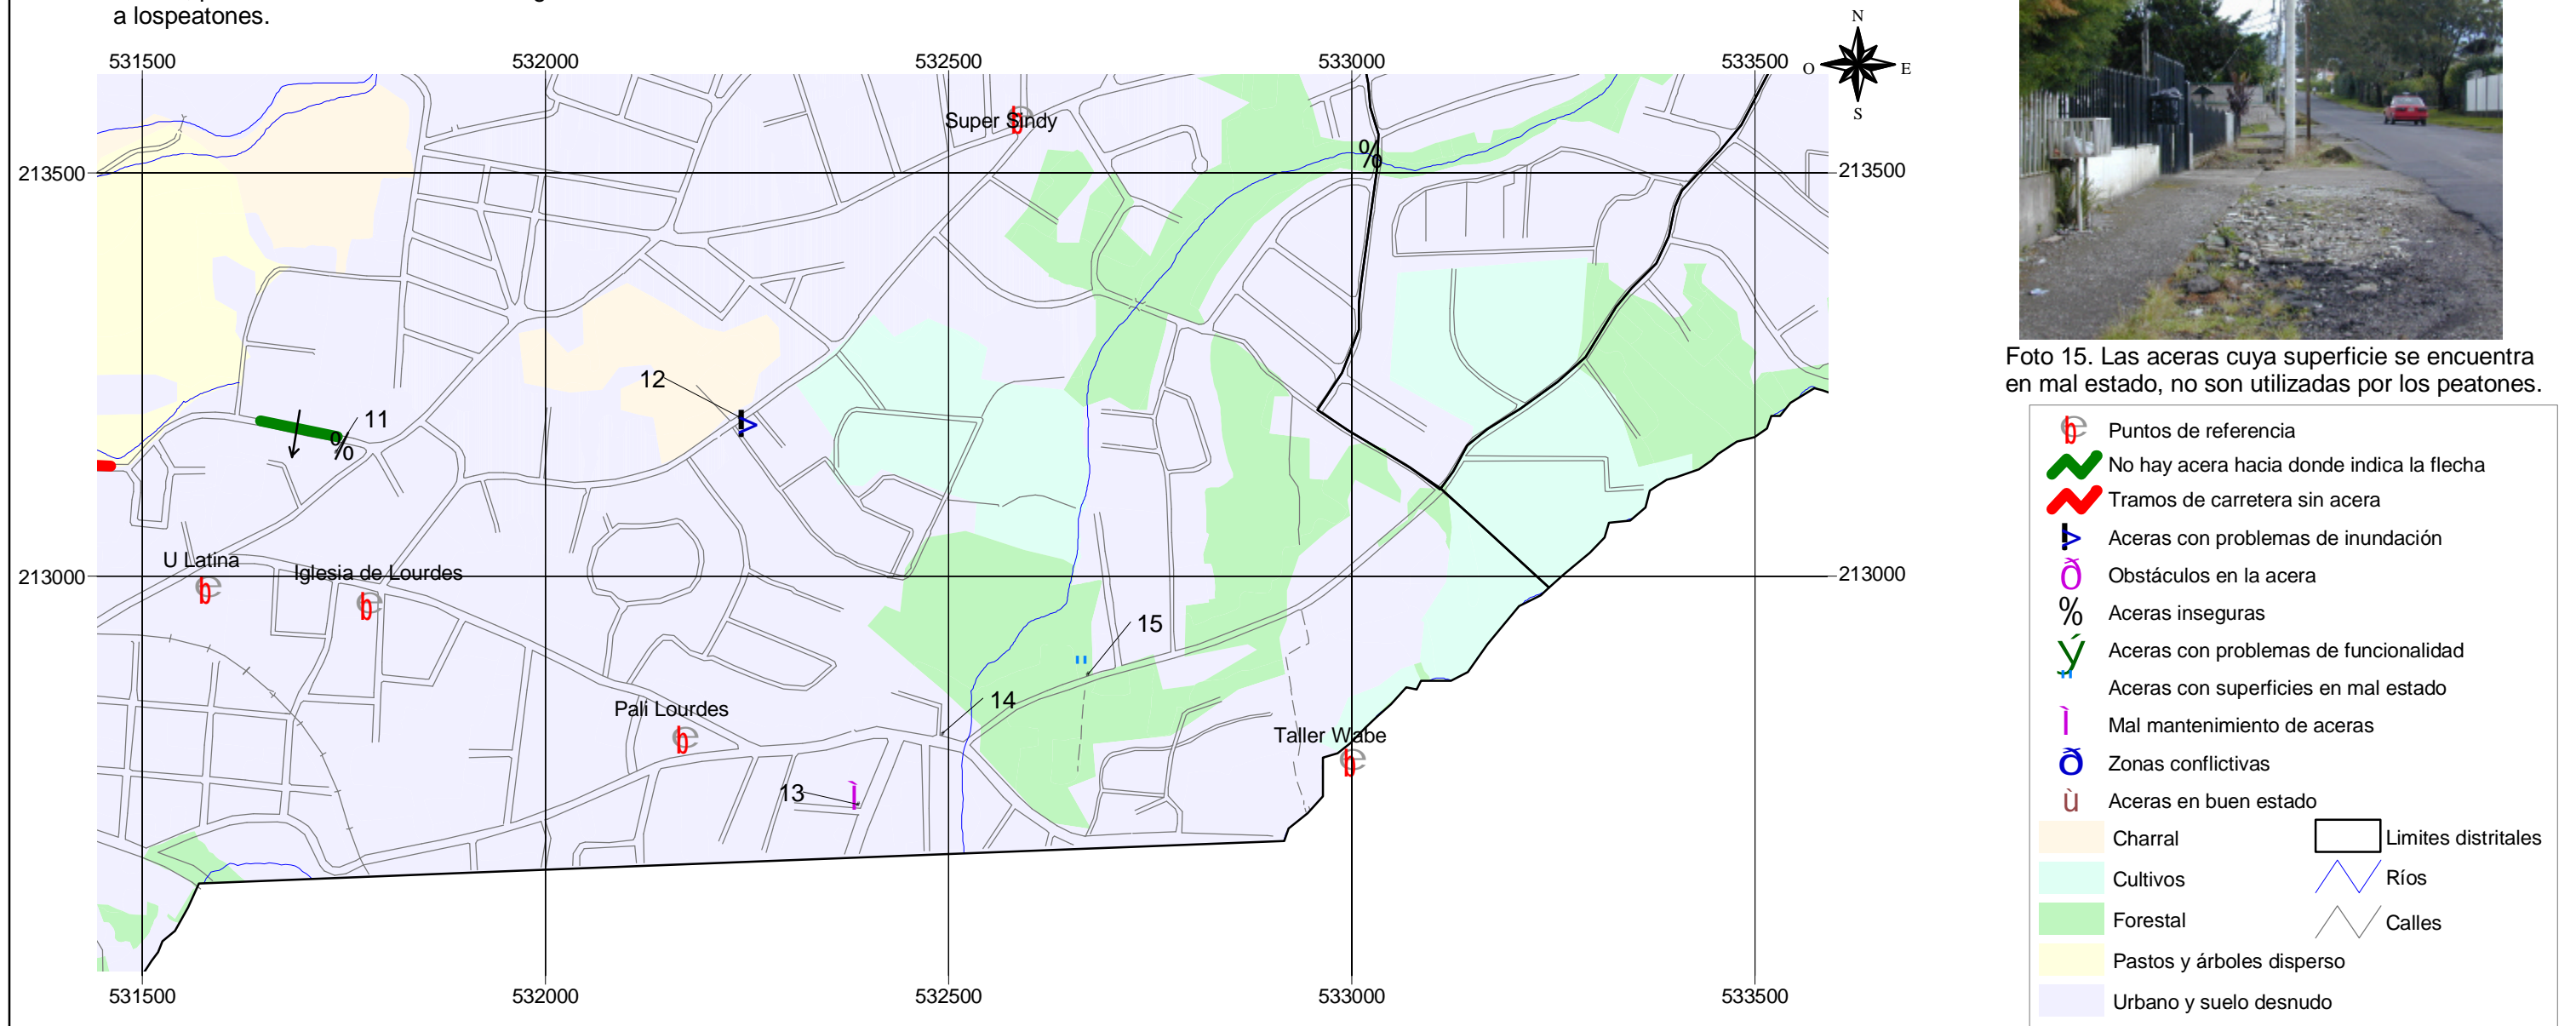 a lospeatones.
N
O
E
S
531500
532000
532500
533000
533500
213500
213500
Super Sindy
%
12
11
%
U Latina
Iglesia de Lourdes
213000
213000
15
14
Pali Lourdes
Taller Wabe
13
531500
532000
532500
533000
533500
Foto 15. Las aceras cuya superficie se encuentra
en mal estado, no son utilizadas por los peatones.
Puntos de referencia
No hay acera hacia donde indica la flecha
Tramos de carretera sin acera
Aceras con problemas de inundación
Obstáculos en la acera
% Aceras inseguras
Aceras con problemas de funcionalidad
Aceras con superficies en mal estado
Mal mantenimiento de aceras
Zonas conflictivas
Aceras en buen estado
Charral
Limites distritales
Cultivos
Ríos
Forestal
Calles
Pastos y árboles disperso
Urbano y suelo desnudo